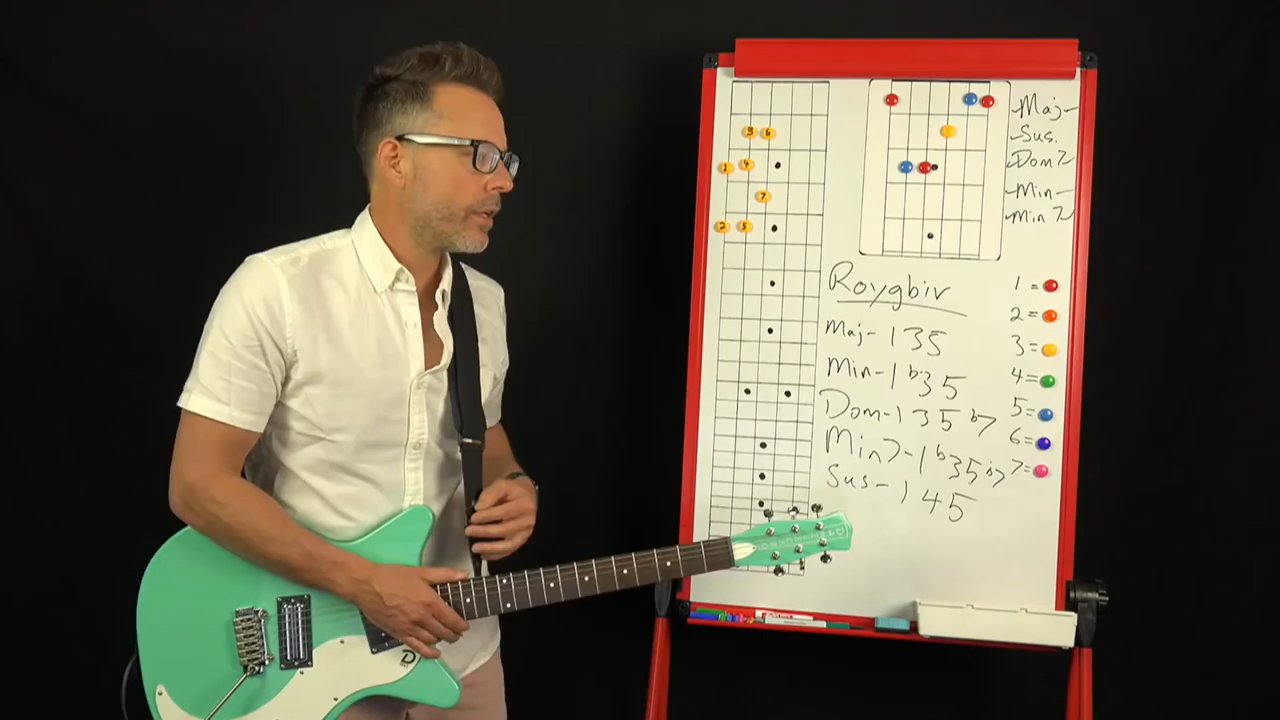 3 6
1 4
7
2 5
Maj-
Sus.
Dom7
Min-
Min 7
Roygbiv
Maj- 1 3 5
Min- 1 b3 5
Dom- 1 3 5 b7
Min7- 1 b3 5 b7
Sus- 1 4 5
1 =
2 =
3 =
4 =
5 =
6 =
7 =
D